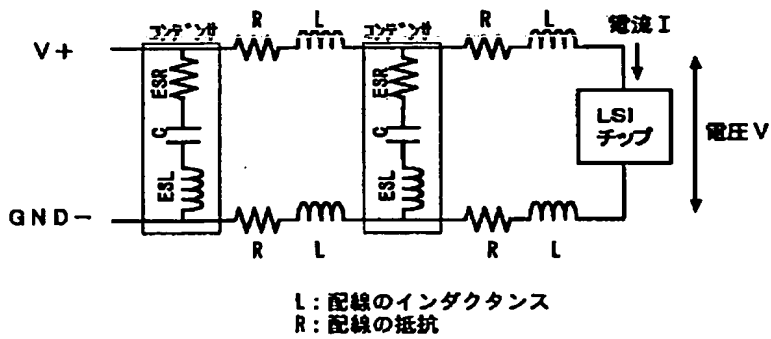 コンデンサ
R
L
コンデンサ
R
L
電流 I
V+
ESR
C
ESL
ESR
C
ESL
LSI
チップ
電圧 V
GND−
R
L
R
L
L:配線のインダクタンス
R:配線の抵抗